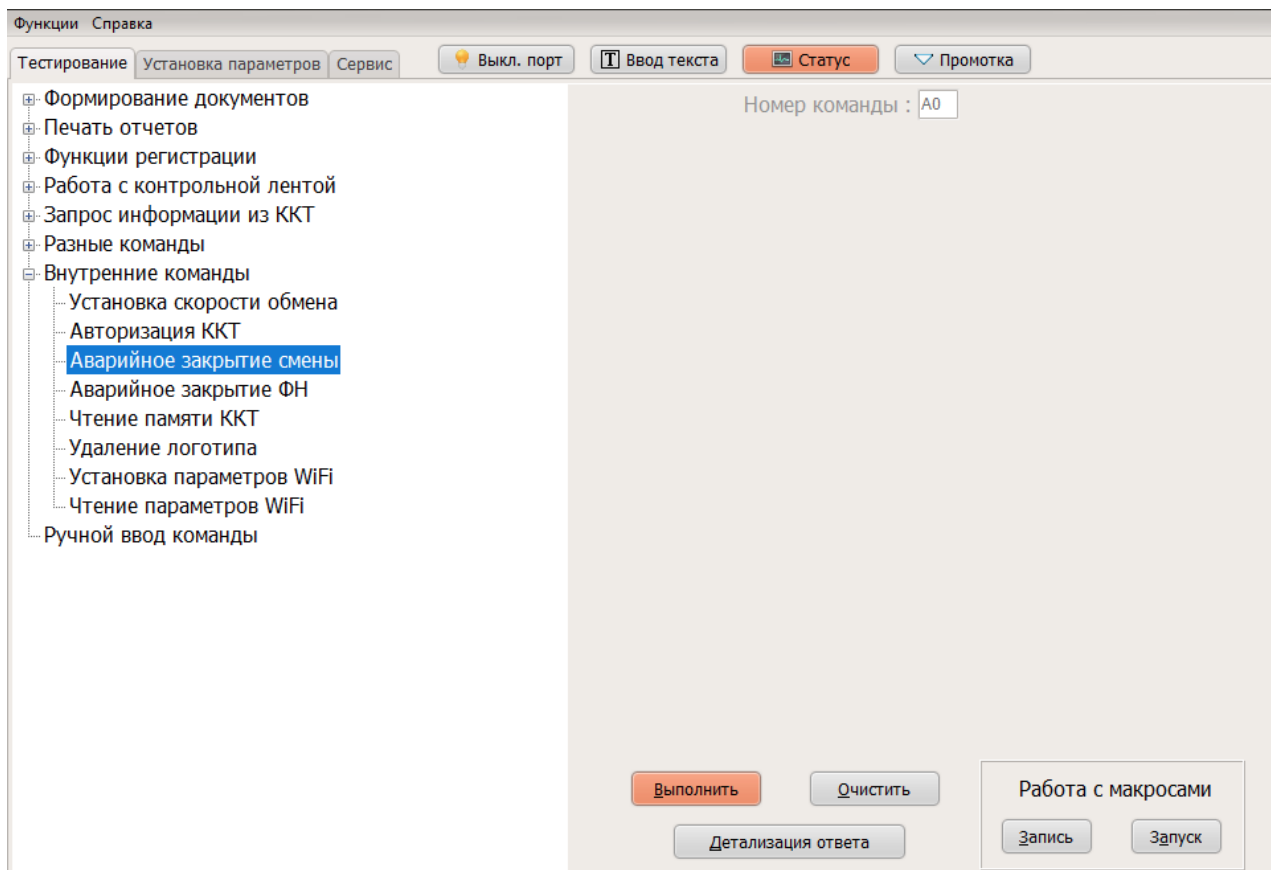 Функции Справка
Тестирование Установка параметров Сервис Выкл. порт T Ввод текста Статус Промотка
Формирование документов
Номер команды : A0
Печать отчетов
Функции регистрации
Работа с контрольной лентой
Запрос информации из ККТ
Разные команды
Внутренние команды
Установка скорости обмена
Авторизация ККТ
Аварийное закрытие смены
Аварийное закрытие ФН
Чтение памяти ККТ
Удаление логотипа
Установка параметров WiFi
Чтение параметров WiFi
Ручной ввод команды
Выполнить Очистить
Детализация ответа
Работа с макросами
Запись Запуск